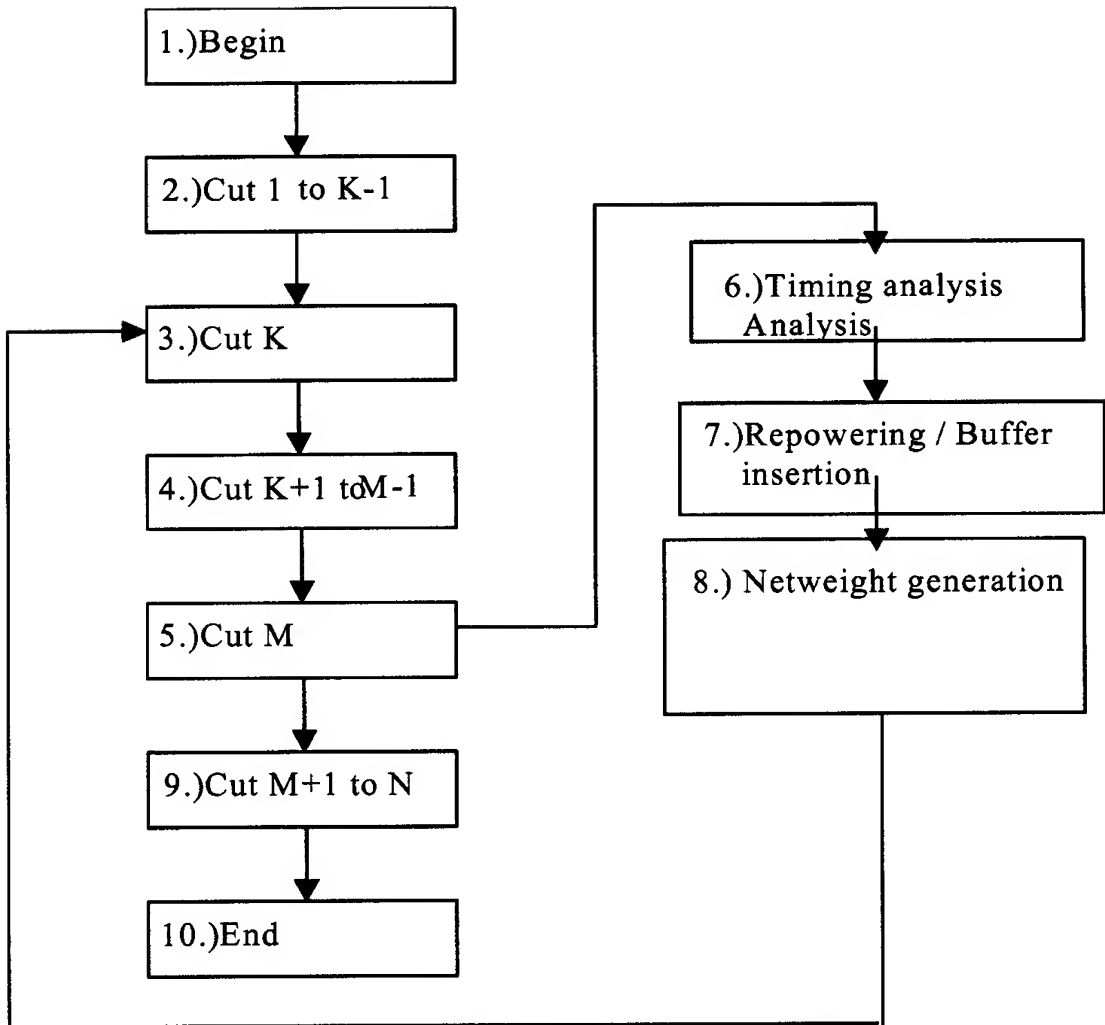 1.)Begin
2.)Cut 1 to K-1
3.)Cut K
4.)Cut K+1 to M-1
5.)Cut M
6.)Timing analysis
Analysis
7.)Repowering / Buffer
insertion
8.) Netweight generation
9.)Cut M+1 to N
10.)End